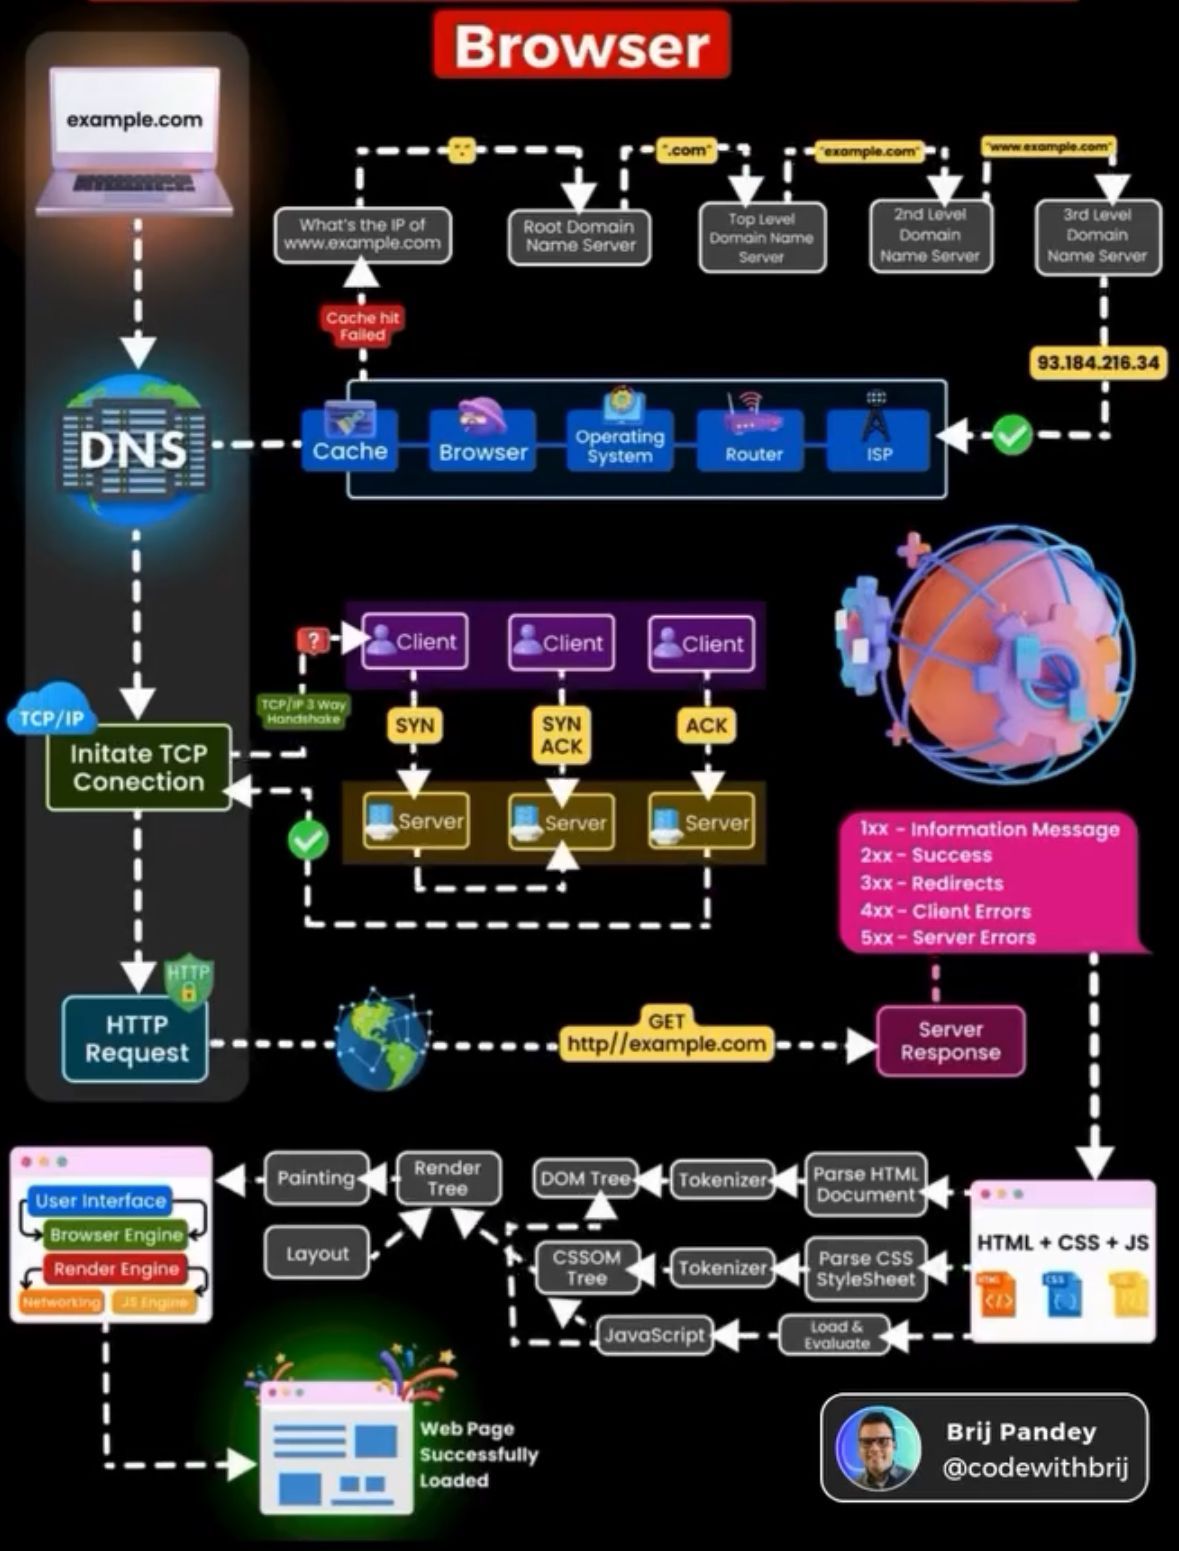 Browser
example.com
"."
".com"
"example.com"
"www.example.com"
What's the IP of
www.example.com
Root Domain
Name Server
Top Level
Domain Name
Server
2nd Level
Domain
Name Server
3rd Level
Domain
Name Server
Cache hit
Failed
93.184.216.34
DNS
Cache
Browser
Operating
System
Router
ISP
TCP/IP
Initate TCP
Conection
TCP/IP 3 Way
Handshake
?
Client
Client
Client
SYN
SYN
ACK
ACK
Server
Server
Server
1xx - Information Message
2xx - Success
3xx - Redirects
4xx - Client Errors
5xx - Server Errors
HTTP
HTTP
Request
GET
http//example.com
Server
Response
User Interface
Browser Engine
Render Engine
Networking
JS Engine
Painting
Render
Tree
Layout
DOM Tree
Tokenizer
Parse HTML
Document
CSSOM
Tree
Tokenizer
Parse CSS
StyleSheet
JavaScript
Load &
Evaluate
HTML + CSS + JS
HTML
CSS
Web Page
Successfully
Loaded
Brij Pandey
@codewithbrij